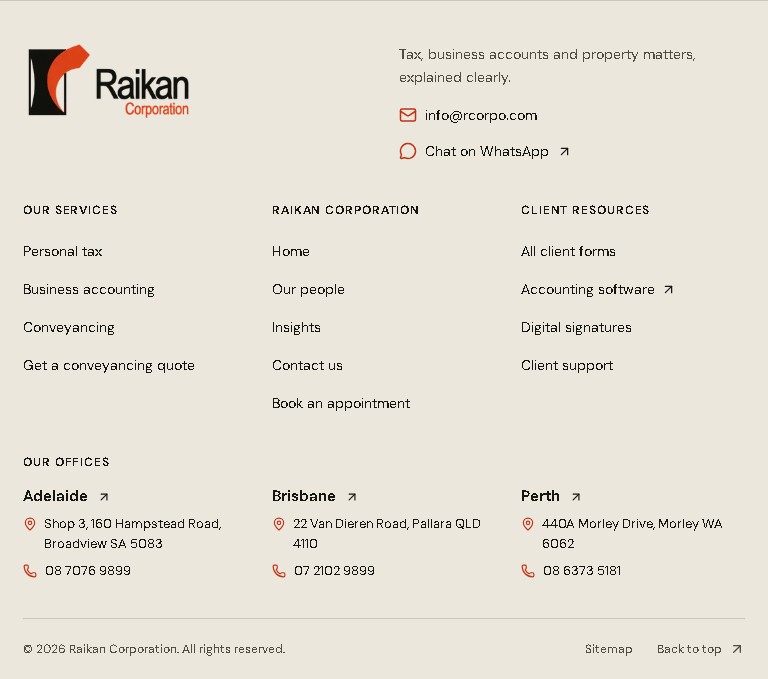 Raikan
Corporation
Tax, business accounts and property matters,
explained clearly.
info@rcorpo.com
Chat on WhatsApp
OUR SERVICES
Personal tax
Business accounting
Conveyancing
Get a conveyancing quote
RAIKAN CORPORATION
Home
Our people
Insights
Contact us
Book an appointment
CLIENT RESOURCES
All client forms
Accounting software
Digital signatures
Client support
OUR OFFICES
Adelaide
Shop 3, 160 Hampstead Road,
Broadview SA 5083
08 7076 9899
Brisbane
22 Van Dieren Road, Pallara QLD
4110
07 2102 9899
Perth
440A Morley Drive, Morley WA
6062
08 6373 5181
© 2026 Raikan Corporation. All rights reserved.
Sitemap
Back to top